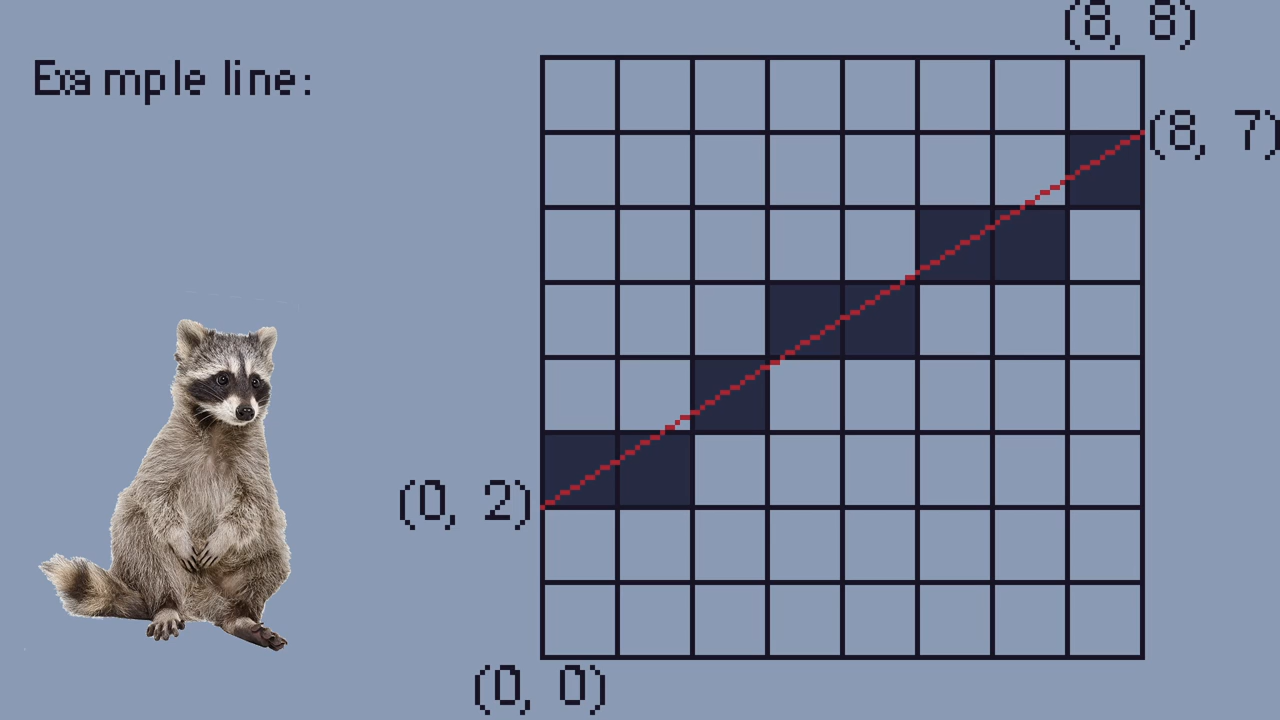 Example line:
(8, 8)
(8, 7)
(0, 2)
(0, 0)